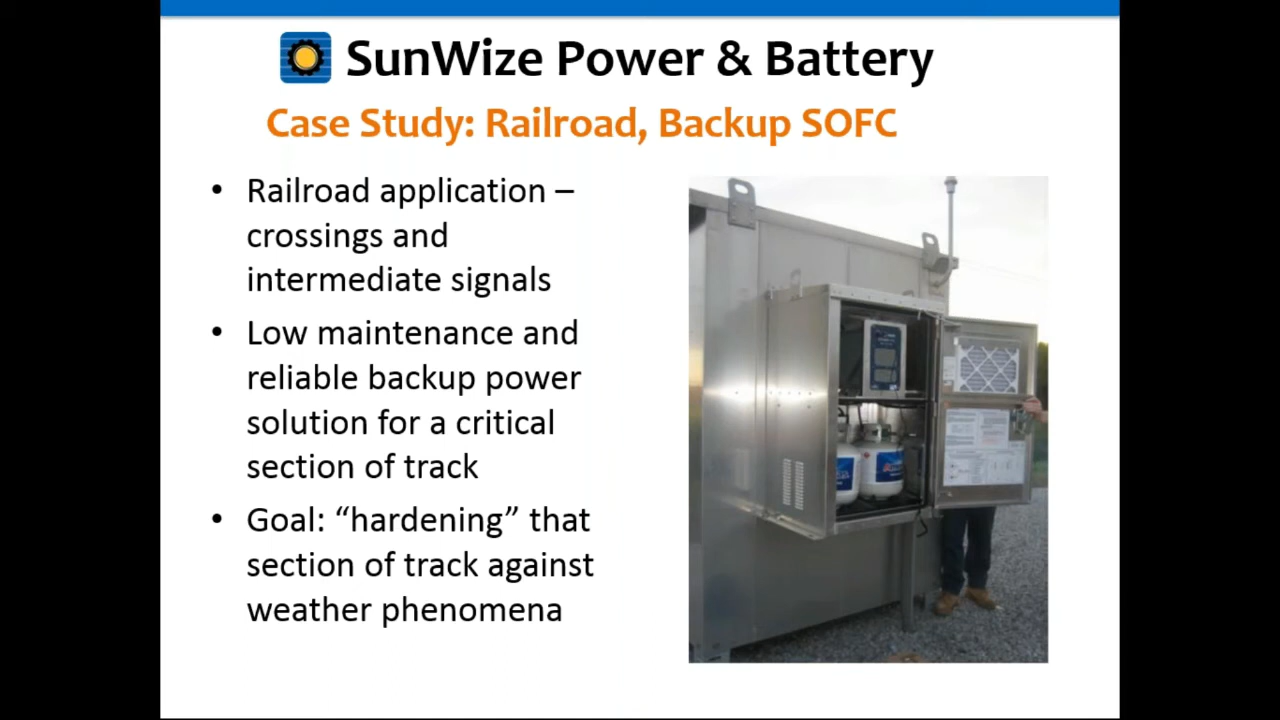 SunWize Power & Battery
Case Study: Railroad, Backup SOFC
• Railroad application –
crossings and
intermediate signals
• Low maintenance and
reliable backup power
solution for a critical
section of track
• Goal: “hardening” that
section of track against
weather phenomena